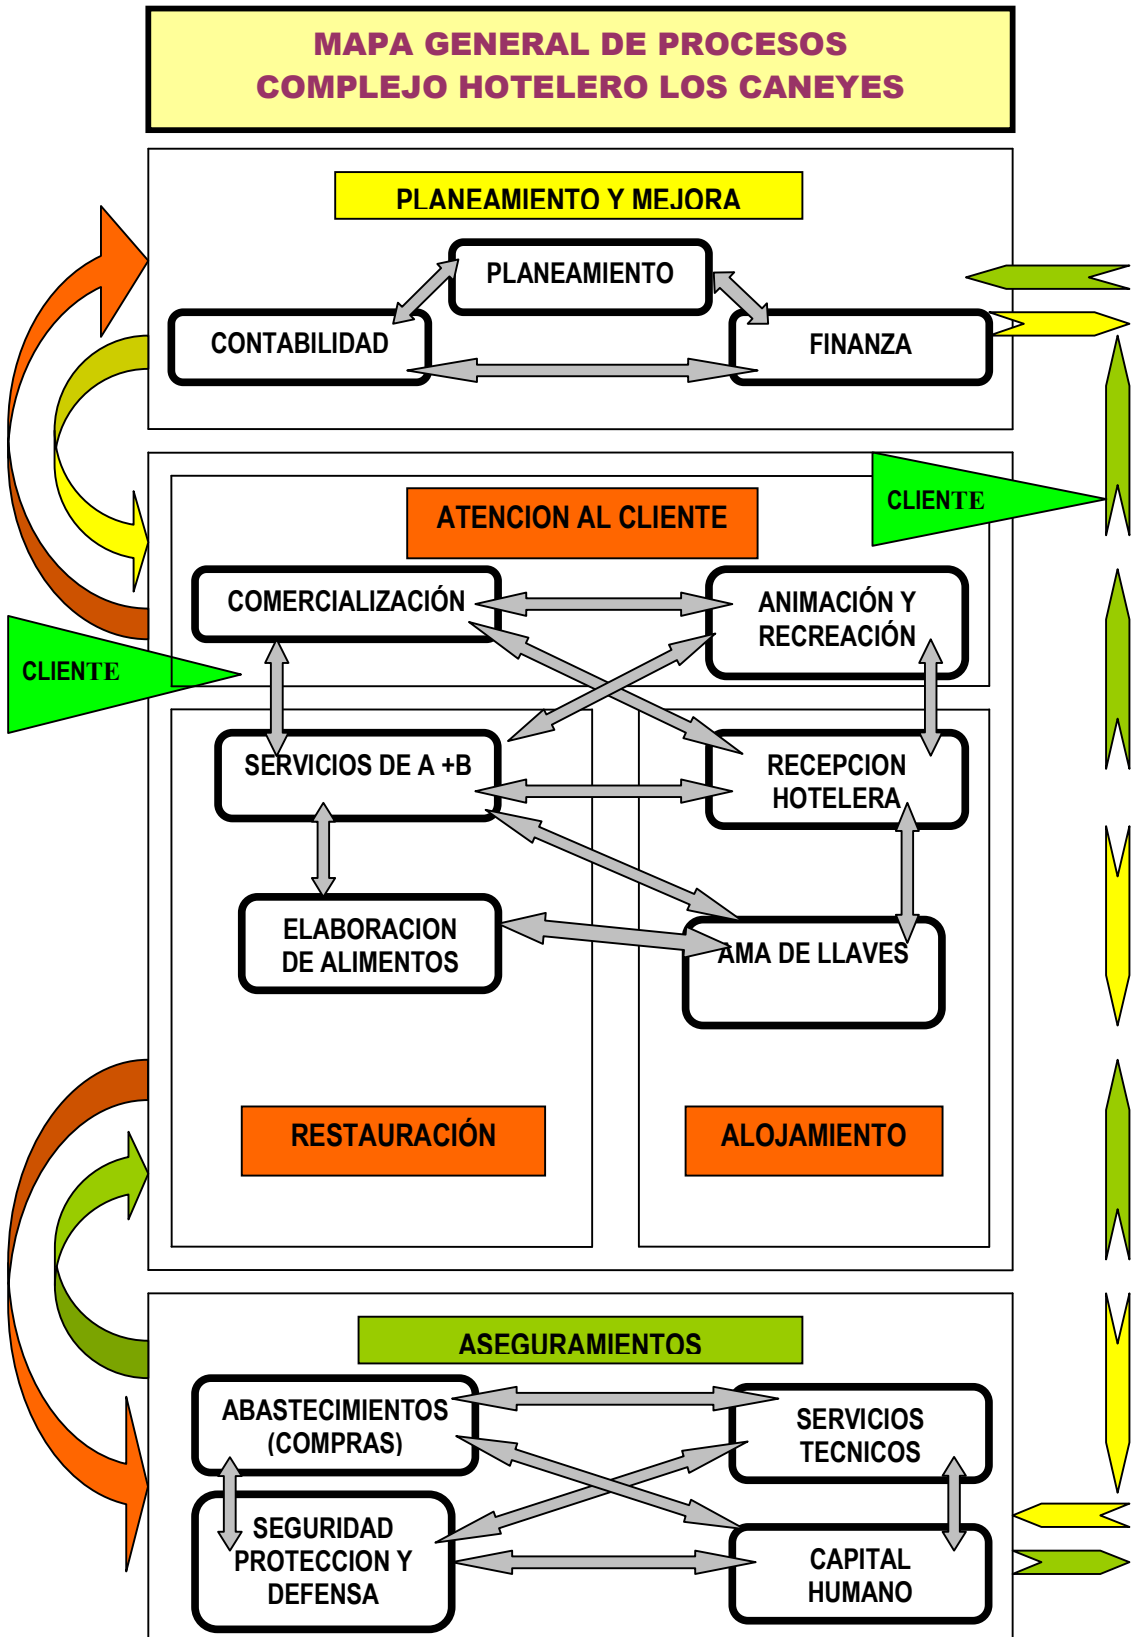 MAPA GENERAL DE PROCESOS
COMPLEJO HOTELERO LOS CANEYES
PLANEAMIENTO Y MEJORA
PLANEAMIENTO
CONTABILIDAD
FINANZA
ATENCION AL CLIENTE
CLIENTE
COMERCIALIZACIÓN
ANIMACIÓN Y
RECREACIÓN
CLIENTE
SERVICIOS DE A +B
RECEPCION
HOTELERA
ELABORACION
DE ALIMENTOS
AMA DE LLAVES
RESTAURACIÓN
ALOJAMIENTO
ASEGURAMIENTOS
ABASTECIMIENTOS
(COMPRAS)
SERVICIOS
TECNICOS
SEGURIDAD
PROTECCION Y
DEFENSA
CAPITAL
HUMANO